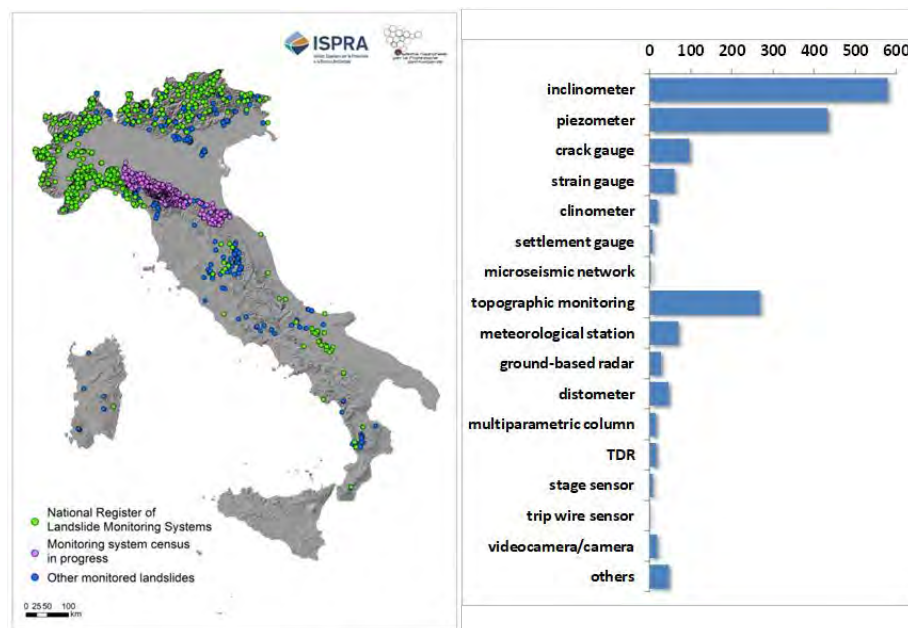 ISPRA
National Register of
Landslide Monitoring Systems
Monitoring system census
in progress
Other monitored landslides
0 25 50 100
km
0 100 200 300 400 500 600
inclinometer
piezometer
crack gauge
strain gauge
clinometer
settlement gauge
microseismic network
topographic monitoring
meteorological station
ground-based radar
distometer
multiparametric column
TDR
stage sensor
trip wire sensor
videocamera/camera
others